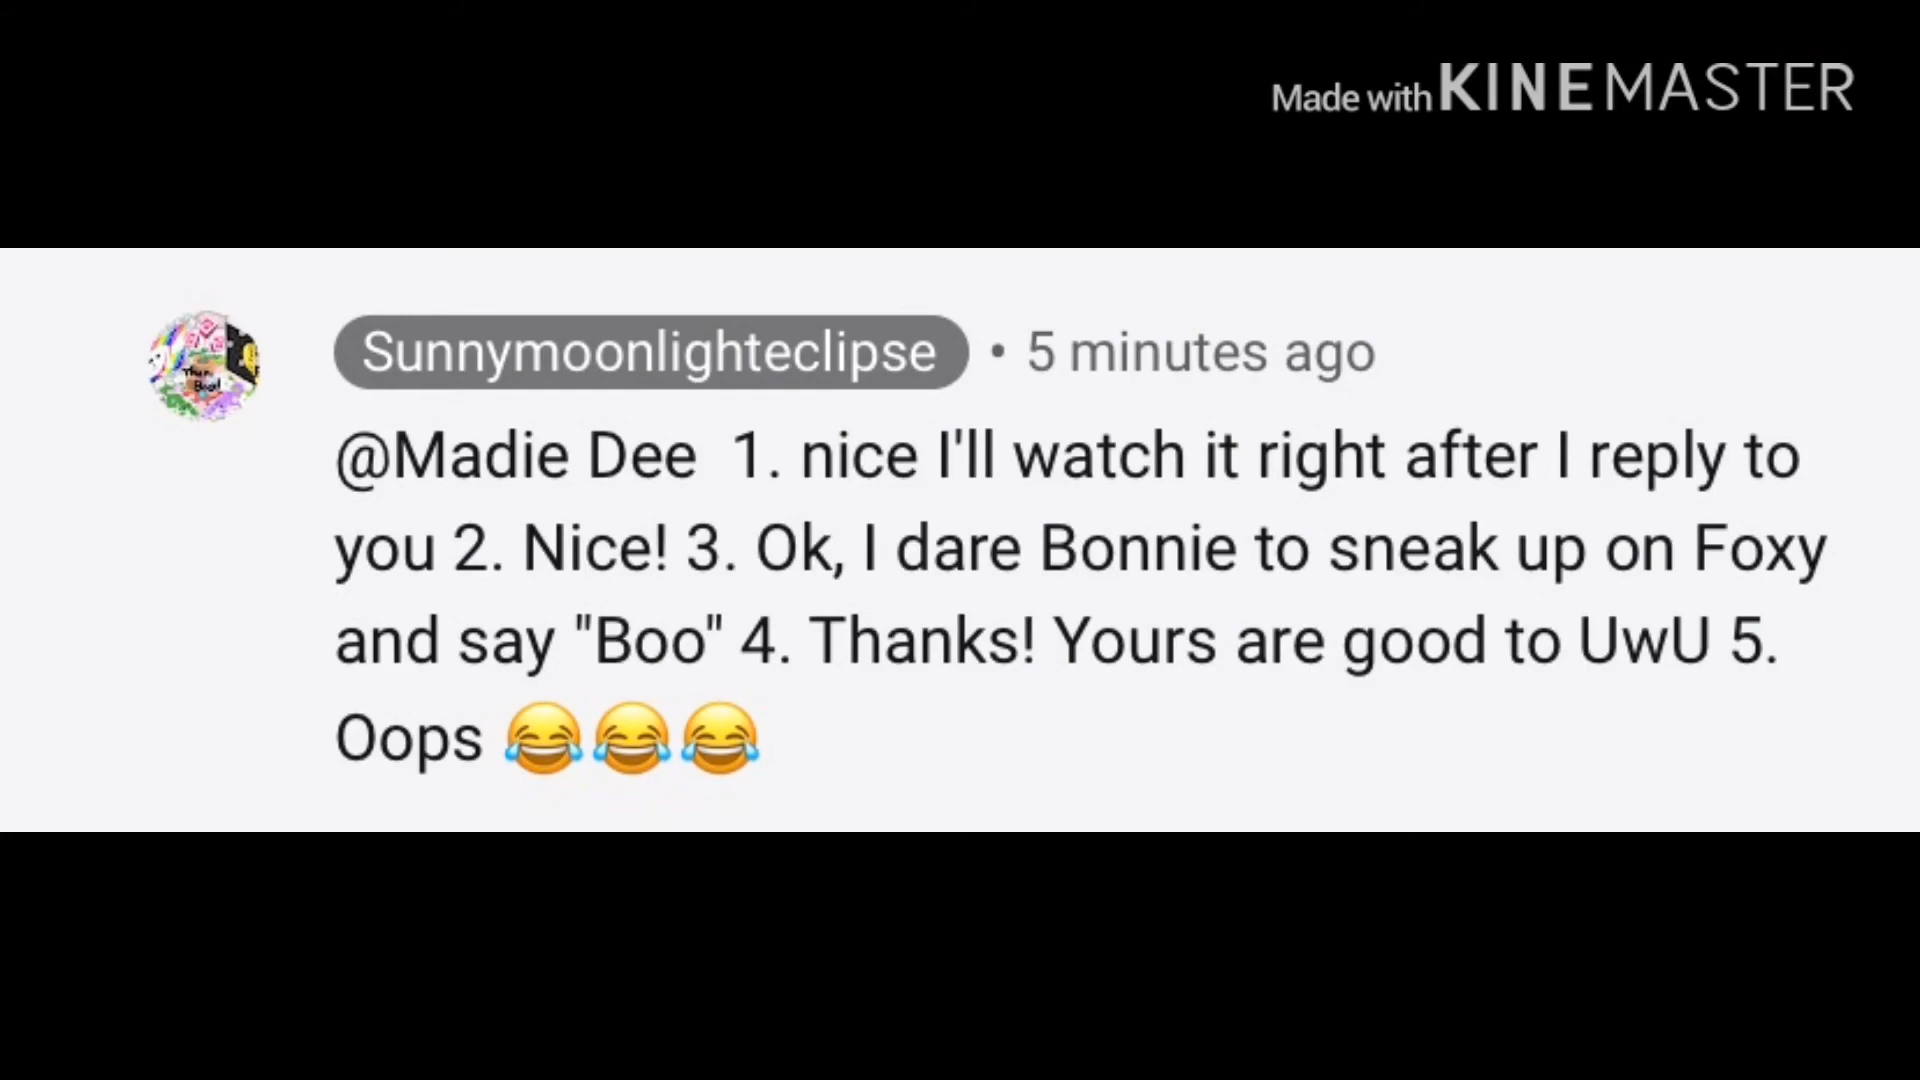 Made with KINEMASTER
Sunnymoonlighteclipse • 5 minutes ago
@Madie Dee 1. nice I'll watch it right after I reply to
you 2. Nice! 3. Ok, I dare Bonnie to sneak up on Foxy
and say "Boo" 4. Thanks! Yours are good to UwU 5.
Oops 😂😂😂